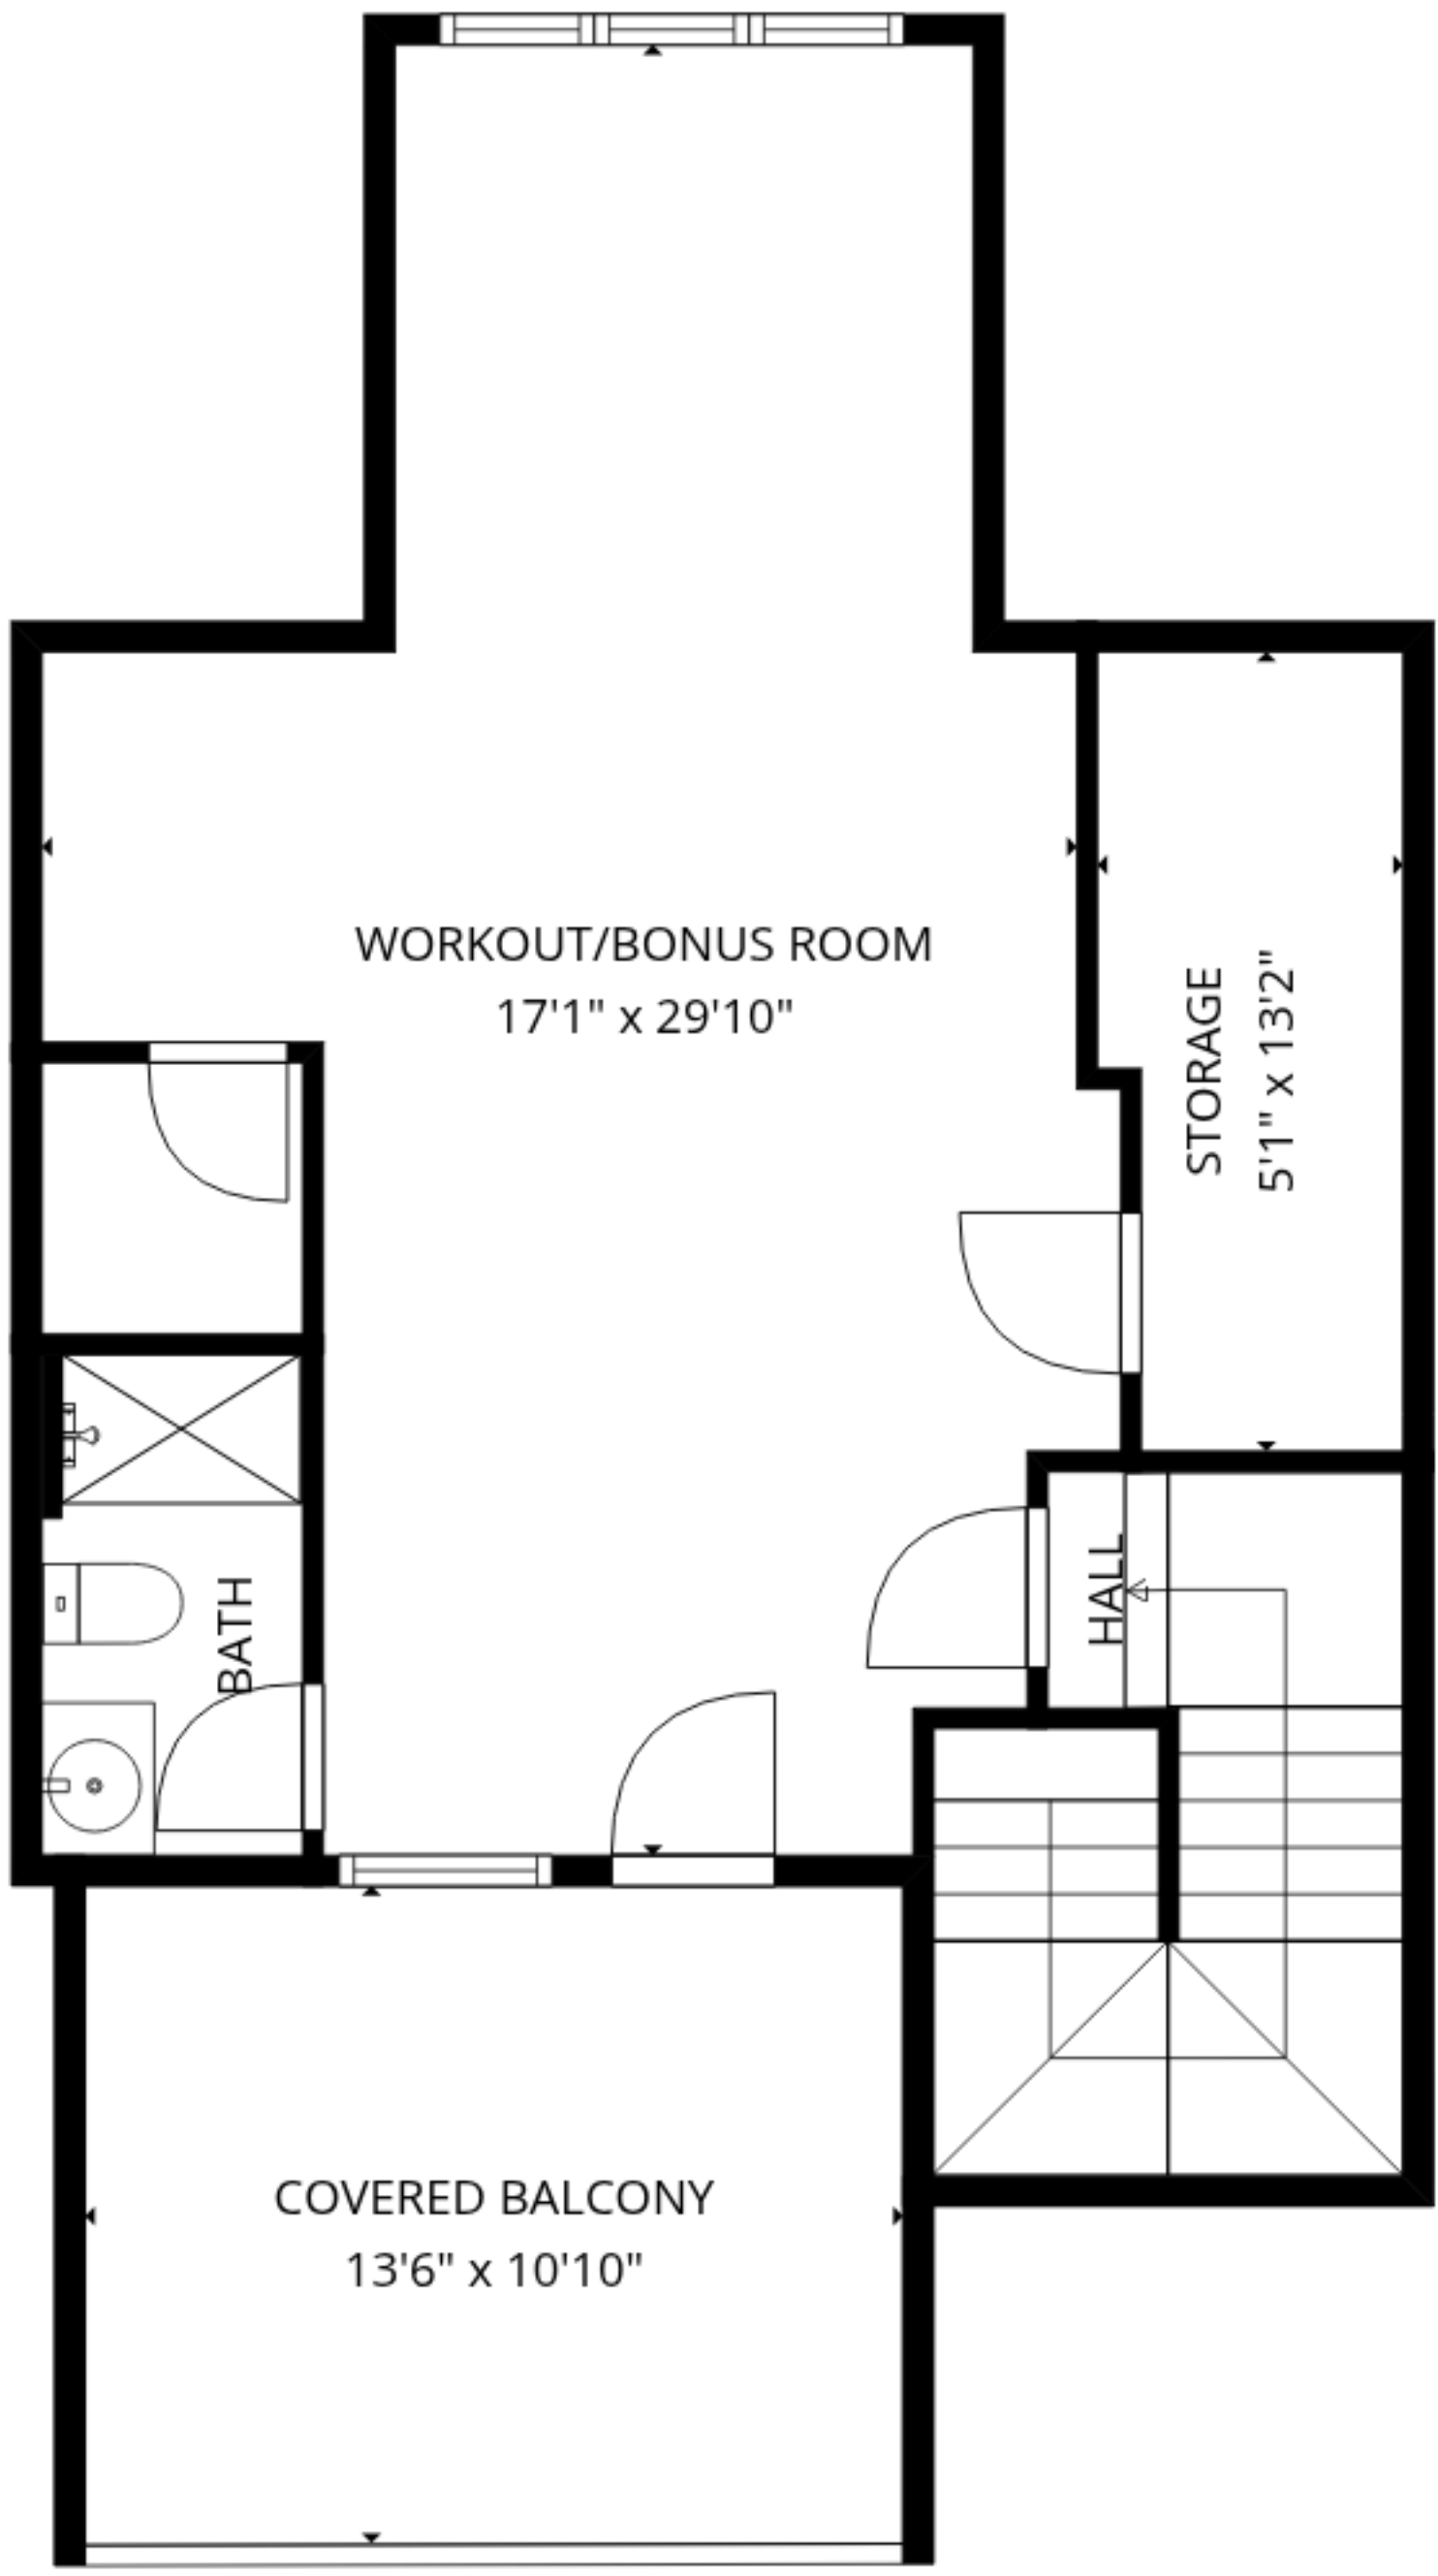 WORKOUT/BONUS ROOM
17'1" x 29'10"
STORAGE
5'1" x 13'2"
HALL
BATH
COVERED BALCONY
13'6" x 10'10"